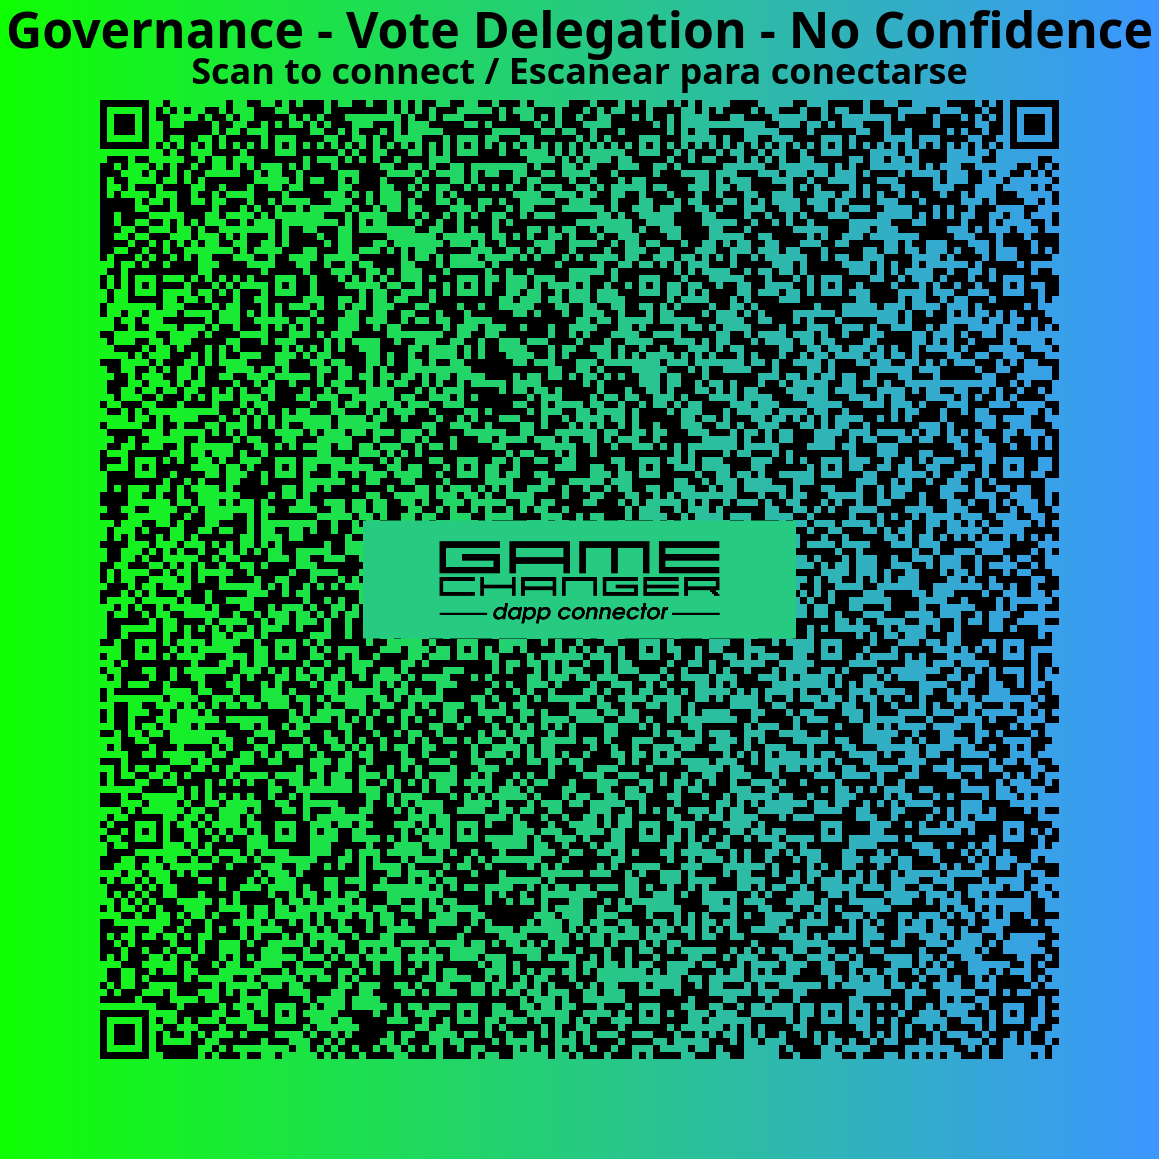 Governance - Vote Delegation - No Confidence
Scan to connect / Escanear para conectarse
GAME
CHANGER
dapp connector